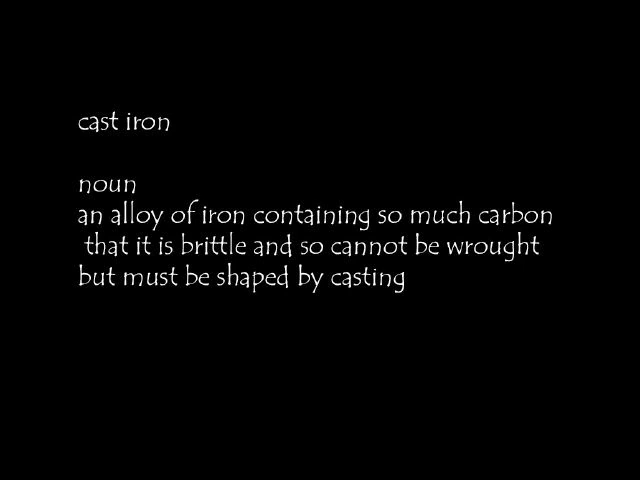 cast iron
noun
an alloy of iron containing so much carbon
that it is brittle and so cannot be wrought
but must be shaped by casting